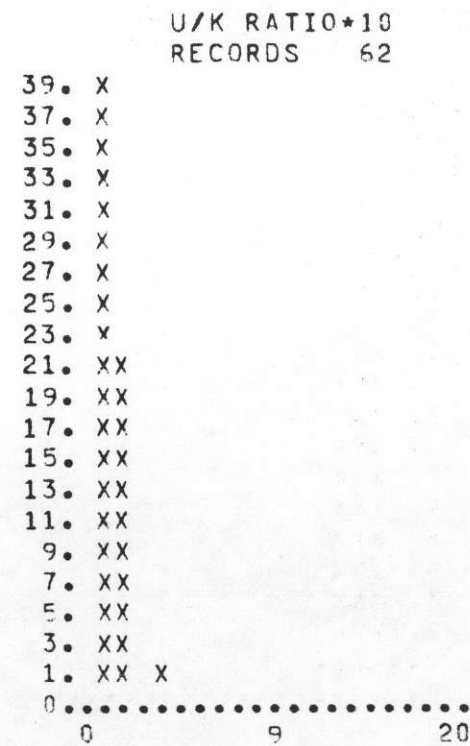 U/K RATIO*10
RECORDS 62
39. X
37. X
35. X
33. X
31. X
29. X
27. X
25. X
23. X
21. XX
19. XX
17. XX
15. XX
13. XX
11. XX
9. XX
7. XX
5. XX
3. XX
1. XX X
0.....................
0 9 20